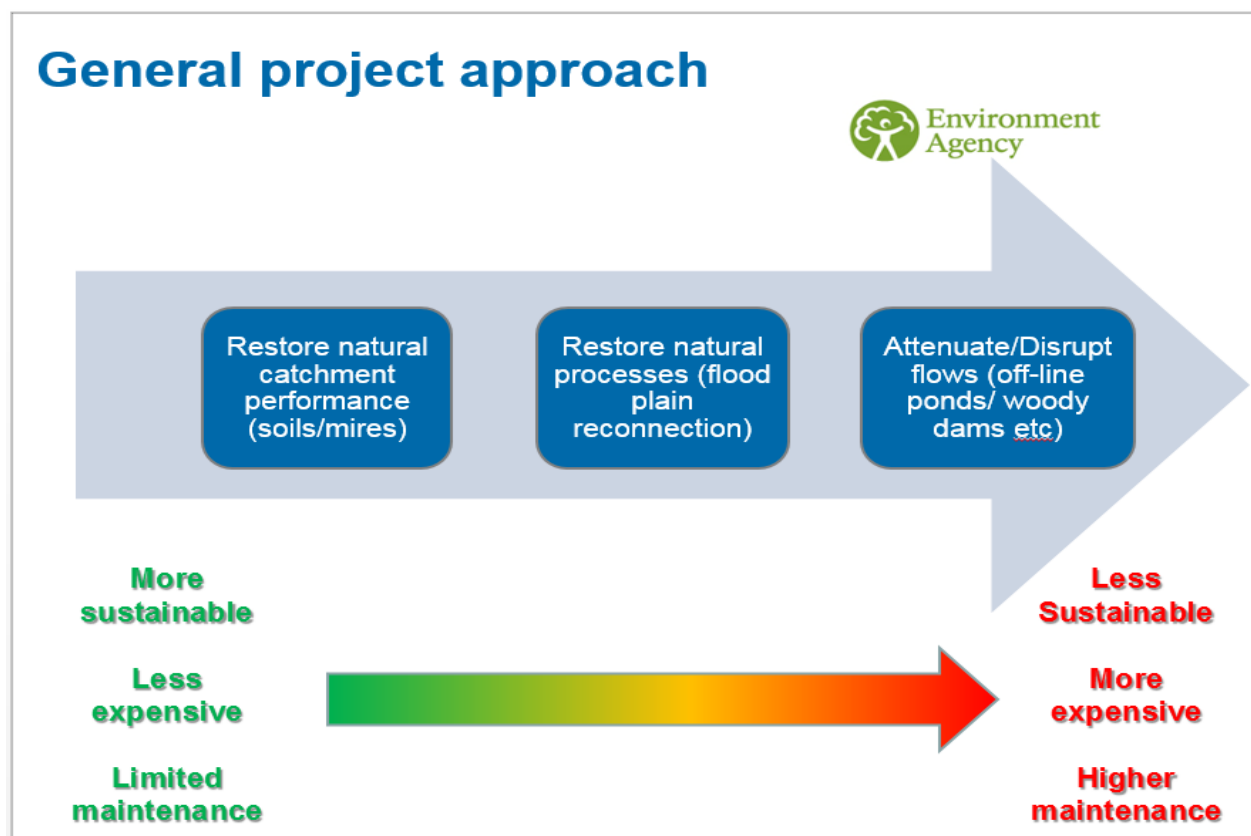 General project approach
Environment
Agency
Restore natural
catchment
performance
(soils/mires)
Restore natural
processes (flood
plain
reconnection)
Attenuate/Disrupt
flows (off-line
ponds/ woody
dams etc)
More
sustainable
Less
Sustainable
Less
expensive
More
expensive
Limited
maintenance
Higher
maintenance